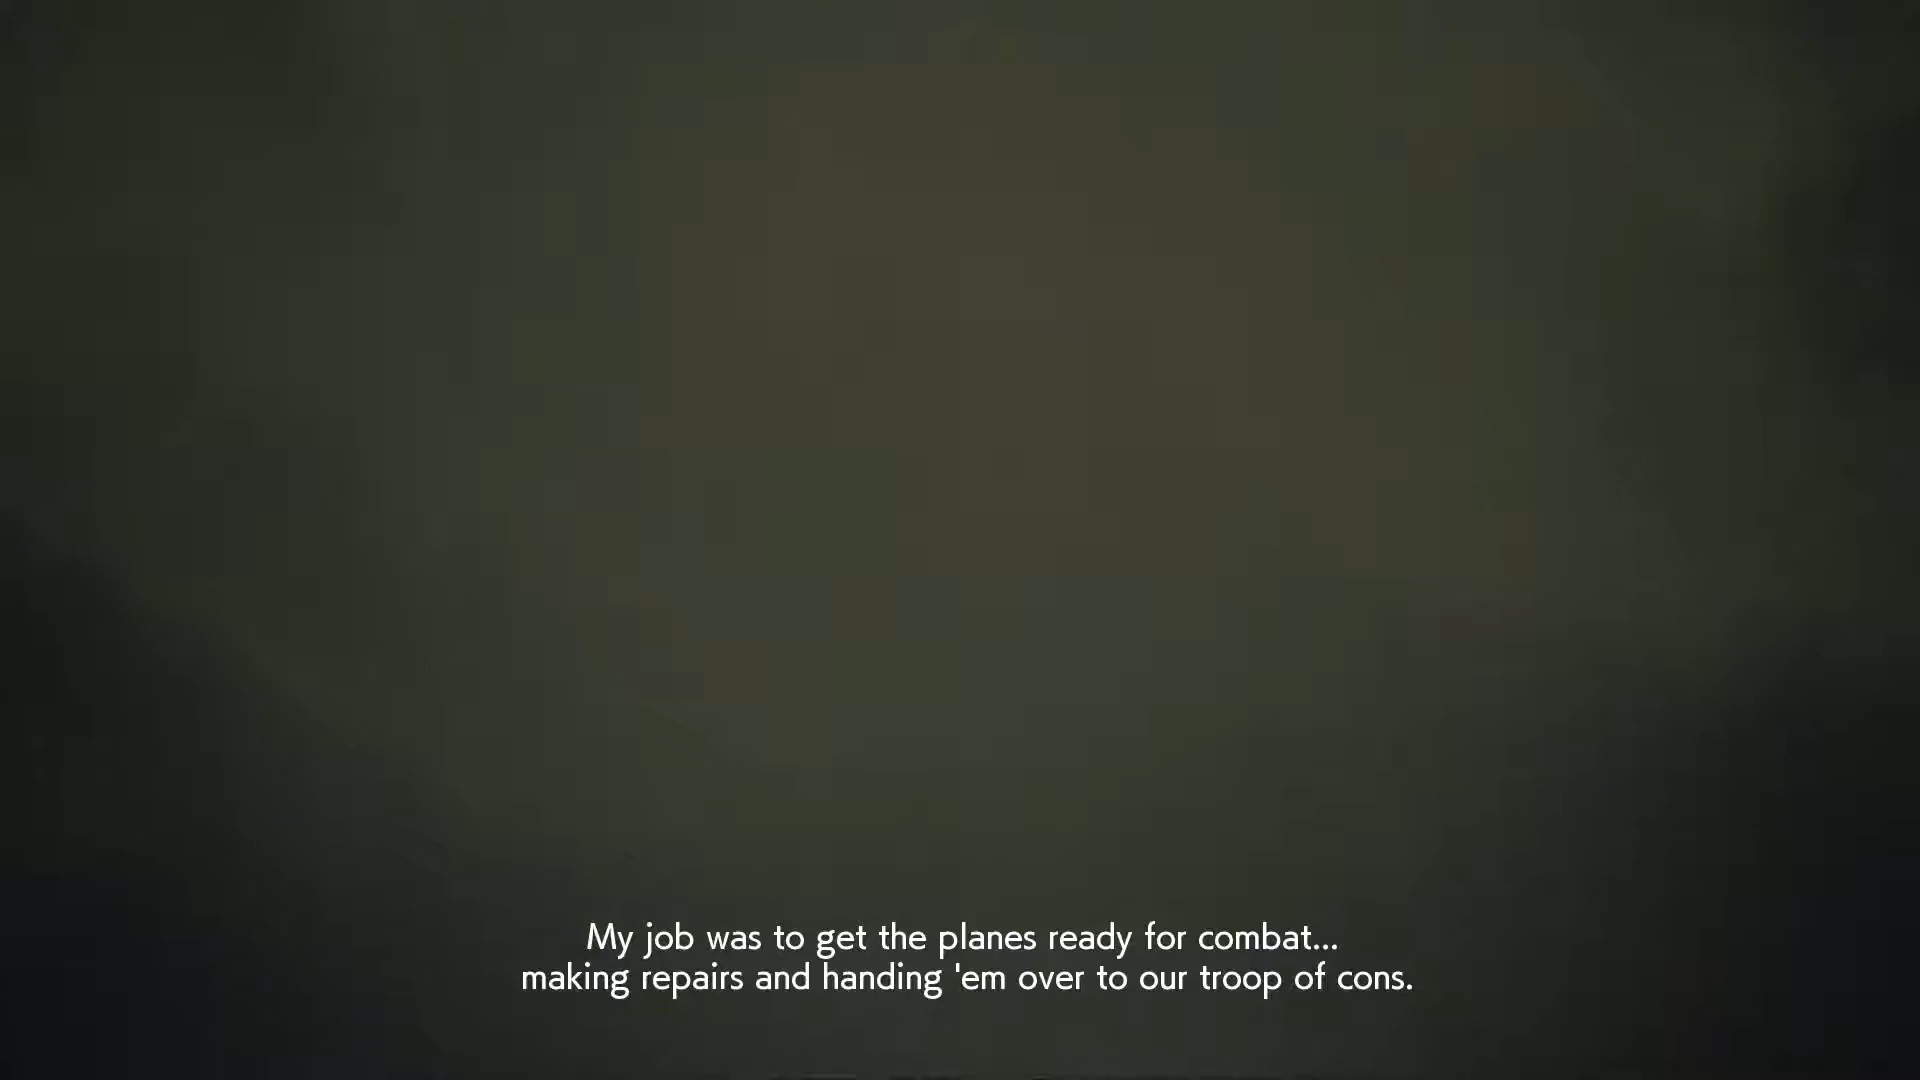 My job was to get the planes ready for combat...
making repairs and handing 'em over to our troop of cons.